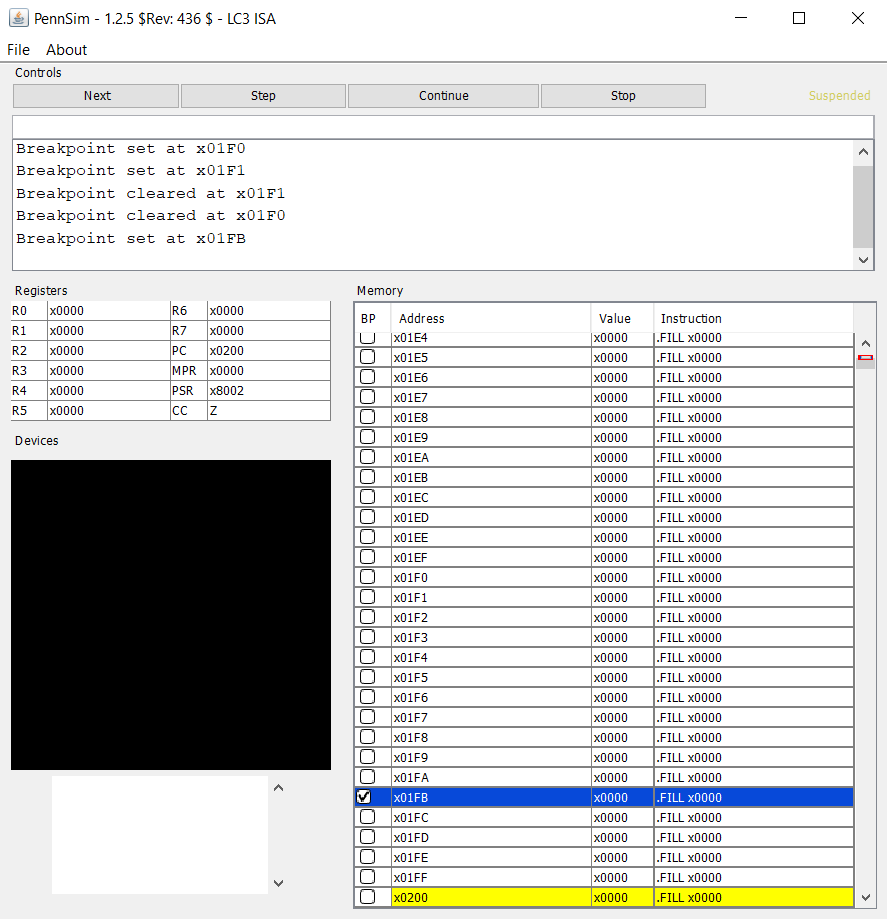 PennSim - 1.2.5 $Rev: 436 $ - LC3 ISA
File About
Controls
Next Step Continue Stop Suspended
Breakpoint set at x01F0
Breakpoint set at x01F1
Breakpoint cleared at x01F1
Breakpoint cleared at x01F0
Breakpoint set at x01FB
Registers
R0 x0000 R6 x0000
R1 x0000 R7 x0000
R2 x0000 PC x0200
R3 x0000 MPR x0000
R4 x0000 PSR x8002
R5 x0000 CC Z
Devices
Memory
BP Address Value Instruction
x01E4 x0000 .FILL x0000
x01E5 x0000 .FILL x0000
x01E6 x0000 .FILL x0000
x01E7 x0000 .FILL x0000
x01E8 x0000 .FILL x0000
x01E9 x0000 .FILL x0000
x01EA x0000 .FILL x0000
x01EB x0000 .FILL x0000
x01EC x0000 .FILL x0000
x01ED x0000 .FILL x0000
x01EE x0000 .FILL x0000
x01EF x0000 .FILL x0000
x01F0 x0000 .FILL x0000
x01F1 x0000 .FILL x0000
x01F2 x0000 .FILL x0000
x01F3 x0000 .FILL x0000
x01F4 x0000 .FILL x0000
x01F5 x0000 .FILL x0000
x01F6 x0000 .FILL x0000
x01F7 x0000 .FILL x0000
x01F8 x0000 .FILL x0000
x01F9 x0000 .FILL x0000
x01FA x0000 .FILL x0000
x01FB x0000 .FILL x0000
x01FC x0000 .FILL x0000
x01FD x0000 .FILL x0000
x01FE x0000 .FILL x0000
x01FF x0000 .FILL x0000
x0200 x0000 .FILL x0000